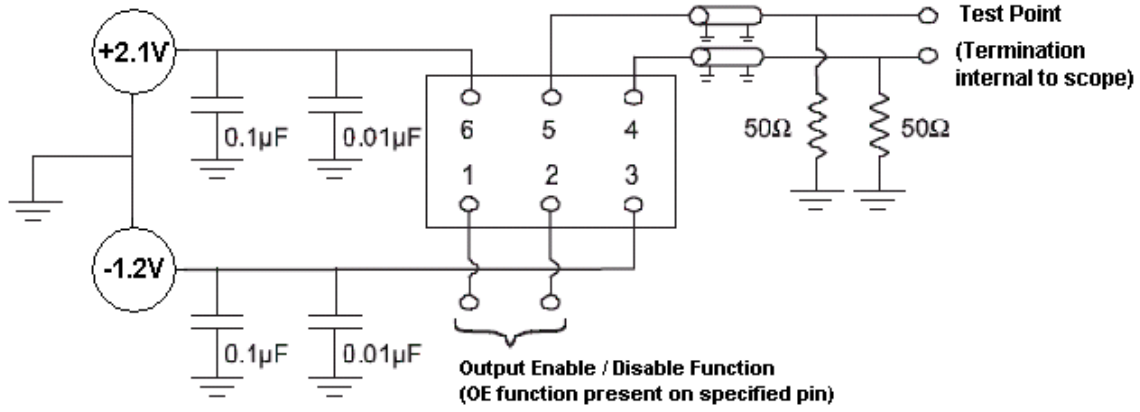 Test Point
(Termination
internal to scope)
+2.1V
0.1µF
0.01µF
6
5
4
50Ω
50Ω
1
2
3
-1.2V
0.1µF
0.01µF
Output Enable / Disable Function
(OE function present on specified pin)